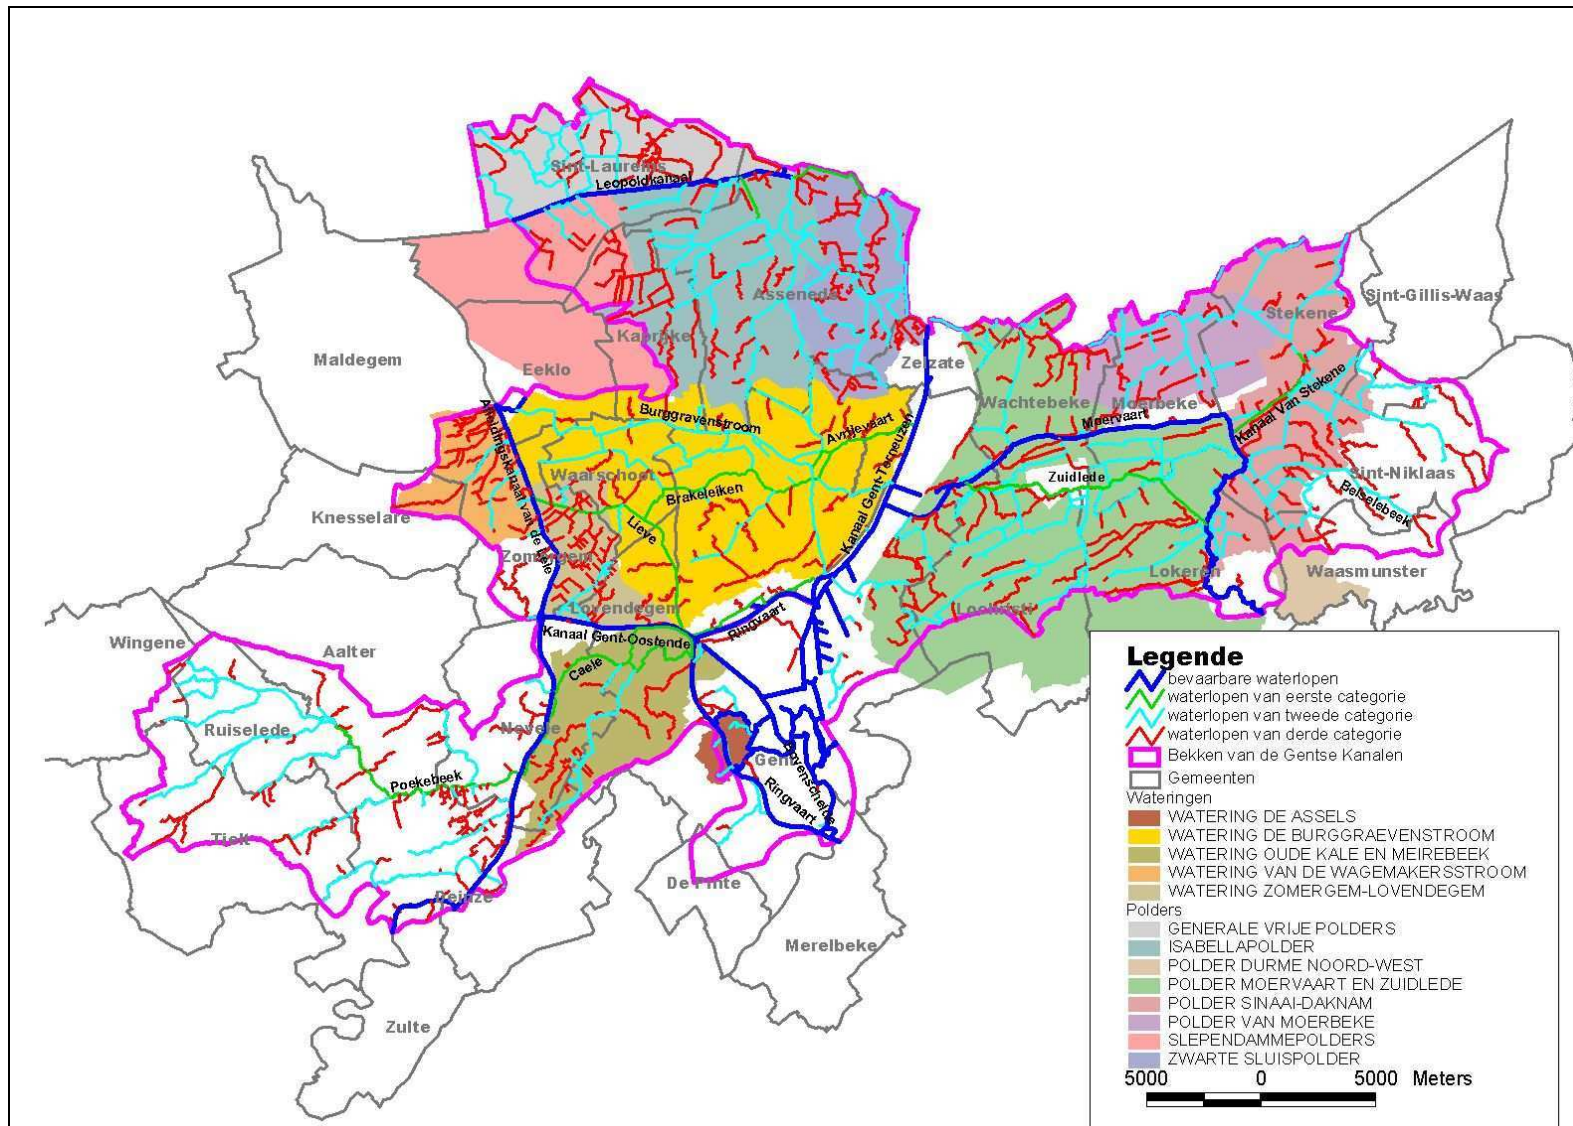 Sint-Laureins
Leopoldkanaal
Assenede
Sint-Gillis-Waas
Stekene
Kaprijke
Zelzate
Maldegem
Eeklo
Wachtebeke
Moerbeke
Moervaart
Kanaal Van Stekene
Burggravenstroom
Avrijevaart
Afleidingskanaal van de Leie
Waarschoot
Brakeleiken
Zuidlede
Sint-Niklaas
Belselebeek
Knesselare
Lieve
Kanaal Gent-Terneuzen
Zomergem
Lokeren
Waasmunster
Lovendegem
Lochristi
Ringvaart
Wingene
Aalter
Kanaal Gent-Oostende
Caele
Ruiselede
Nevele
Gent
Bovenschelde
Poekebeek
Ringvaart
Tielt
Deinze
De Pinte
Merelbeke
Zulte
Legende
bevaarbare waterlopen
waterlopen van eerste categorie
waterlopen van tweede categorie
waterlopen van derde categorie
Bekken van de Gentse Kanalen
Gemeenten
Wateringen
WATERING DE ASSELS
WATERING DE BURGGRAEVENSTROOM
WATERING OUDE KALE EN MEIREBEEK
WATERING VAN DE WAGEMAKERSSTROOM
WATERING ZOMERGEM-LOVENDEGEM
Polders
GENERALE VRIJE POLDERS
ISABELLAPOLDER
POLDER DURME NOORD-WEST
POLDER MOERVAART EN ZUIDLEDE
POLDER SINAAI-DAKNAM
POLDER VAN MOERBEKE
SLEPENDAMMEPOLDERS
ZWARTE SLUISPOLDER
5000 0 5000 Meters